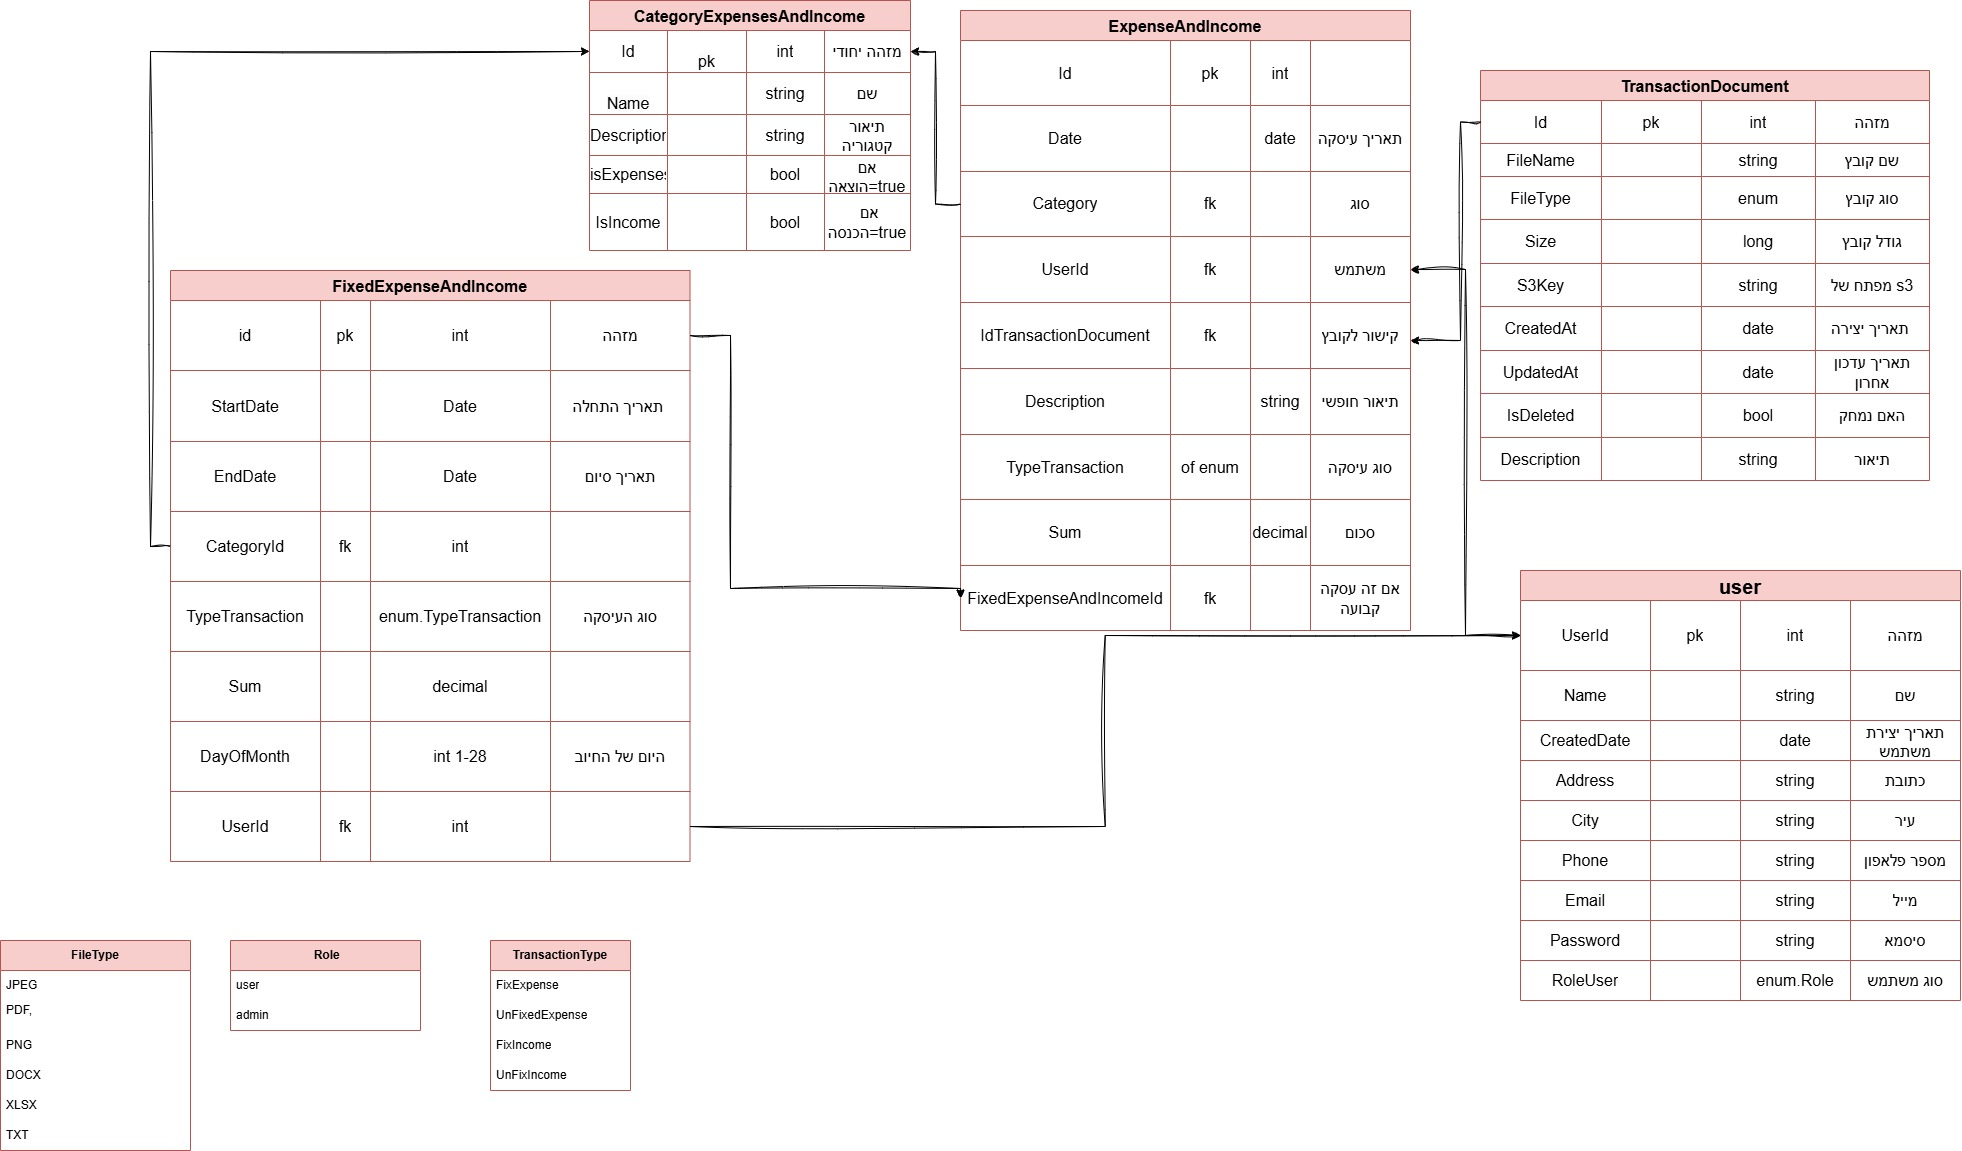 CategoryExpensesAndIncome
Id pk int מזהה יחודי
Name string שם
Description string תיאור
קטגוריה
isExpenses bool אם
הוצאה=true
IsIncome bool אם
הכנסה=true
ExpenseAndIncome
Id pk int
Date date תאריך עיסקה
Category fk סוג
UserId fk משתמש
IdTransactionDocument fk קישור לקובץ
Description string תיאור חופשי
TypeTransaction of enum סוג עיסקה
Sum decimal סכום
FixedExpenseAndIncomeId fk אם זה עסקה
קבועה
TransactionDocument
Id pk int מזהה
FileName string שם קובץ
FileType enum סוג קובץ
Size long גודל קובץ
S3Key string מפתח של s3
CreatedAt date תאריך יצירה
UpdatedAt date תאריך עדכון
אחרון
IsDeleted bool האם נמחק
Description string תיאור
FixedExpenseAndIncome
id pk int מזהה
StartDate Date תאריך התחלה
EndDate Date תאריך סיום
CategoryId fk int
TypeTransaction enum.TypeTransaction סוג העיסקה
Sum decimal
DayOfMonth int 1-28 היום של החיוב
UserId fk int
user
UserId pk int מזהה
Name string שם
CreatedDate date תאריך יצירת
משתמש
Address string כתובת
City string עיר
Phone string מספר פלאפון
Email string מייל
Password string סיסמא
RoleUser enum.Role סוג משתמש
FileType
JPEG
PDF,
PNG
DOCX
XLSX
TXT
Role
user
admin
TransactionType
FixExpense
UnFixedExpense
FixIncome
UnFixIncome